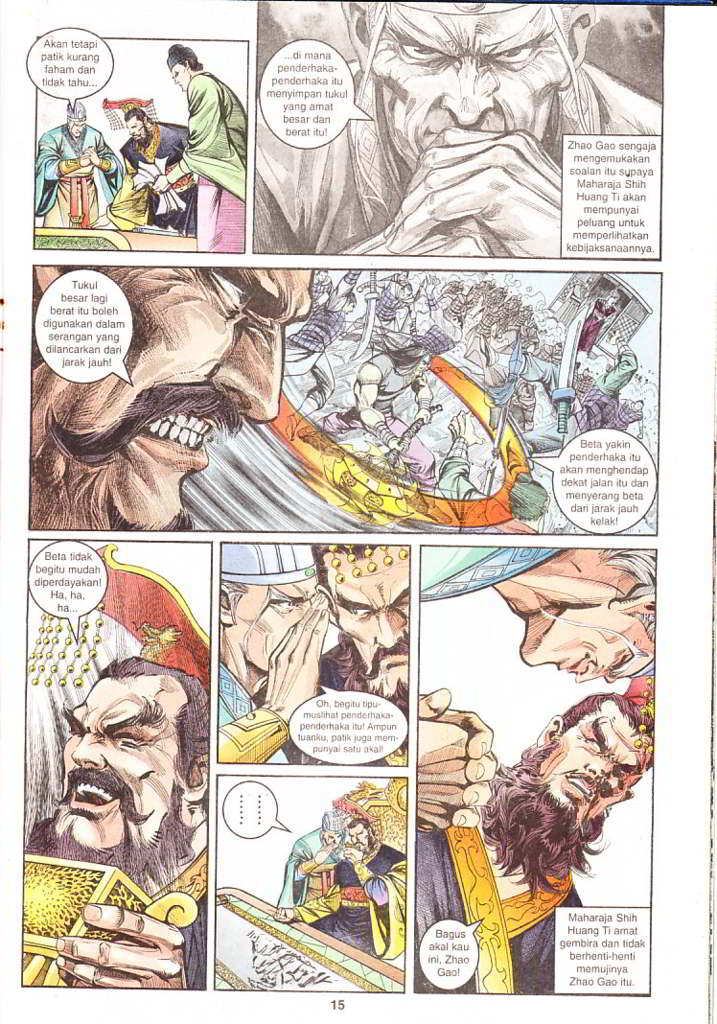 Akan tetapi
patik kurang
faham dan
tidak tahu...
...di mana
penderhaka-
penderhaka itu
menyimpan tukul
yang amat
besar dan
berat itu!
Zhao Gao sengaja
mengemukakan
soalan itu supaya
Maharaja Shih
Huang Ti akan
mempunyai
peluang untuk
memperlihatkan
kebijaksanaannya.
Tukul
besar lagi
berat itu boleh
digunakan dalam
serangan yang
dilancarkan dari
jarak jauh!
Beta yakin
penderhaka itu
akan menghendap
dekat jalan itu dan
menyerang beta
dari jarak jauh
kelak!
Beta tidak
begitu mudah
diperdayakan!
Ha, ha,
ha...
Oh, begitu tipu-
muslihat penderhaka-
penderhaka itu! Ampun
tuanku, patik juga mem-
punyai satu akal!
Bagus
akal kau
ini, Zhao
Gao!
Maharaja Shih
Huang Ti amat
gembira dan tidak
berhenti-henti
memujinya
Zhao Gao itu.
15